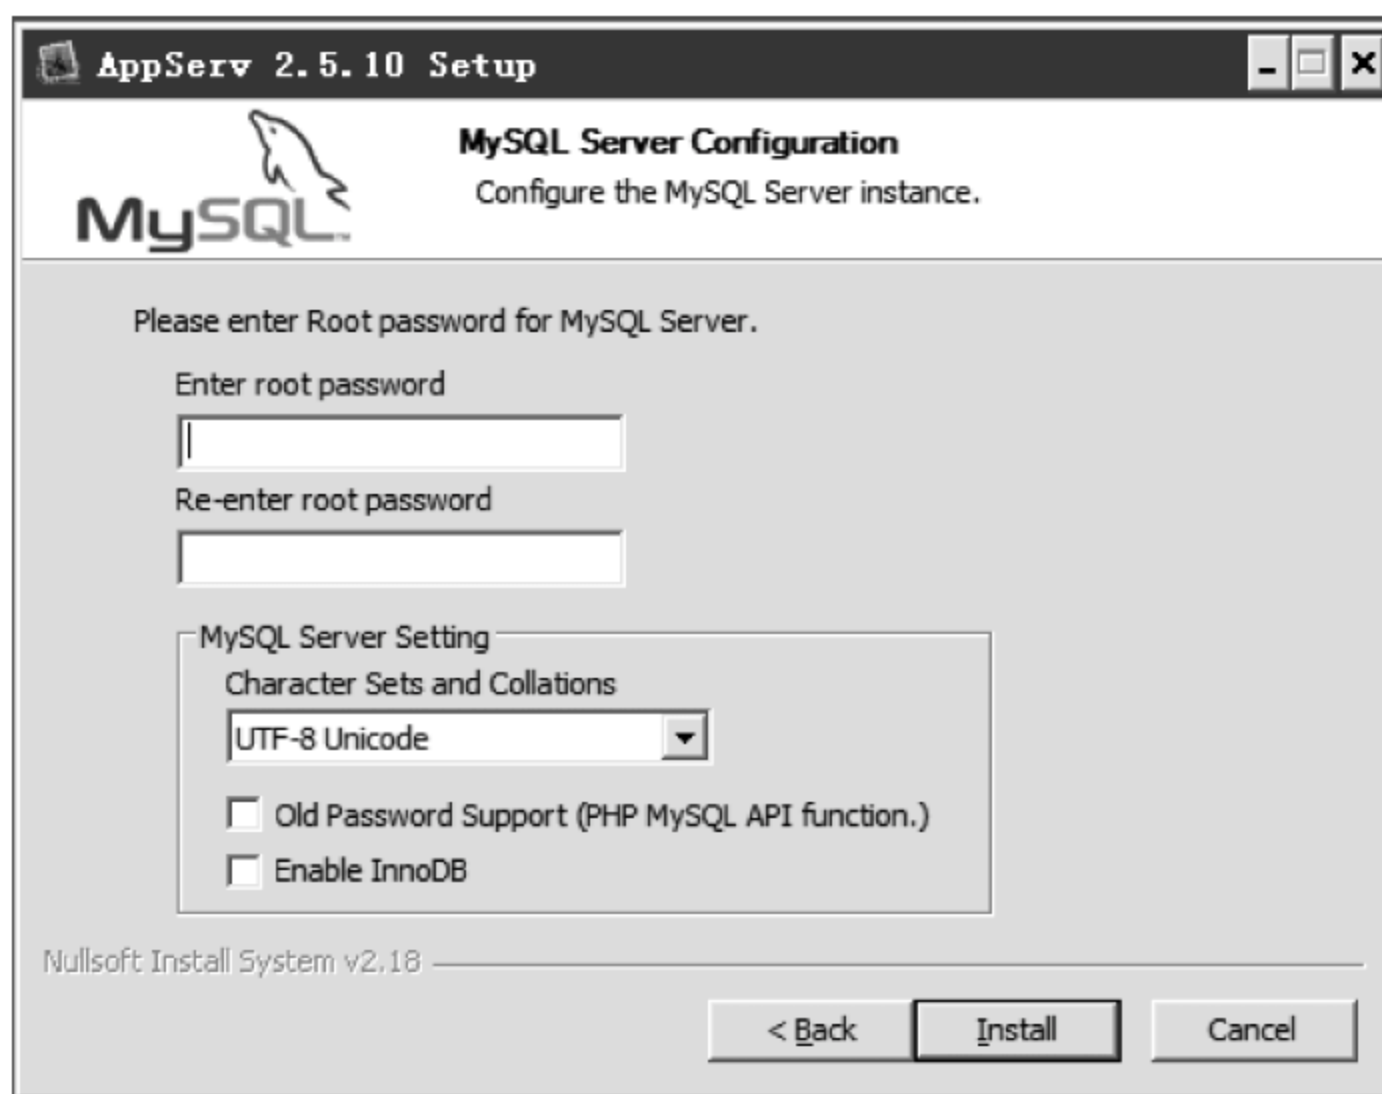 AppServ 2.5.10 Setup
MySQL Server Configuration
Configure the MySQL Server instance.
MySQL™
Please enter Root password for MySQL Server.
Enter root password
Re-enter root password
MySQL Server Setting
Character Sets and Collations
UTF-8 Unicode
Old Password Support (PHP MySQL API function.)
Enable InnoDB
Nullsoft Install System v2.18
< Back Install Cancel